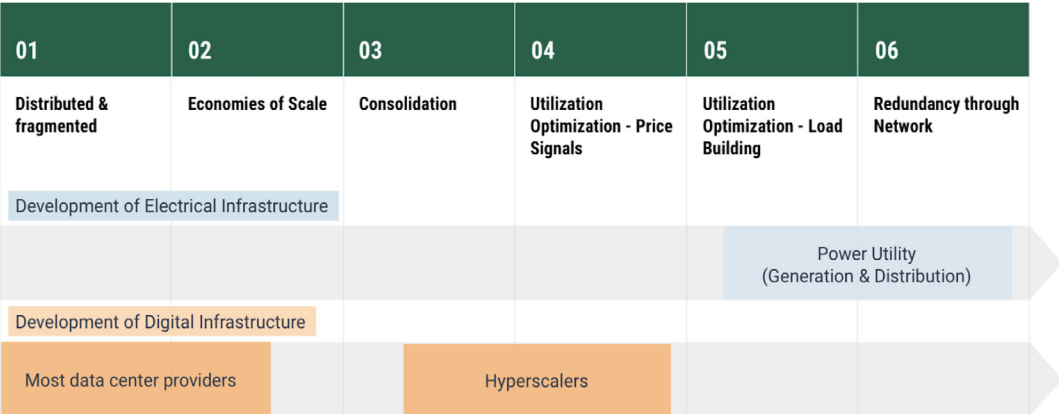 01
02
03
04
05
06
Distributed &
fragmented
Economies of Scale
Consolidation
Utilization
Optimization - Price
Signals
Utilization
Optimization - Load
Building
Redundancy through
Network
Development of Electrical Infrastructure
Power Utility
(Generation & Distribution)
Development of Digital Infrastructure
Most data center providers
Hyperscalers